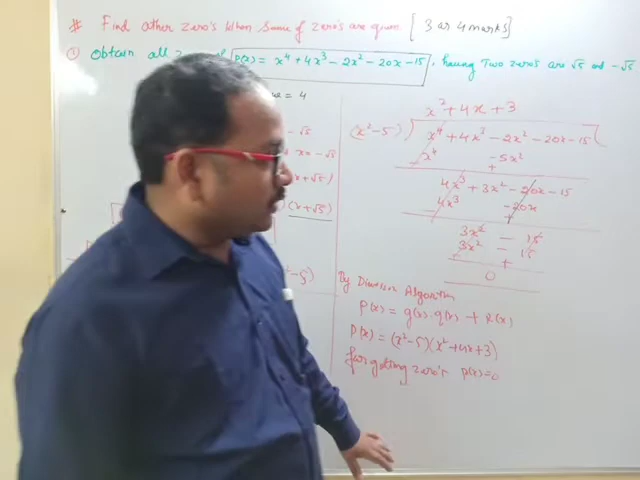 # Find other zero's when some of zero's are given [3 or 4 marks]
① Obtain all P(x) = x⁴ + 4x³ - 2x² - 20x - 15, having two zero's are √5 and -√5
= 4
- √5
x = -√5
x + √5)
(x + √5)
x² - 5)
x² + 4x + 3
(x² - 5) ) x⁴ + 4x³ - 2x² - 20x - 15
x⁴ - 5x²
- +
4x³ + 3x² - 20x - 15
4x³ - 20x
- +
3x² - 15
3x² - 15
- +
0
By Division Algorithm
P(x) = g(x) · q(x) + R(x)
P(x) = (x² - 5)(x² + 4x + 3)
for getting zero's p(x) = 0